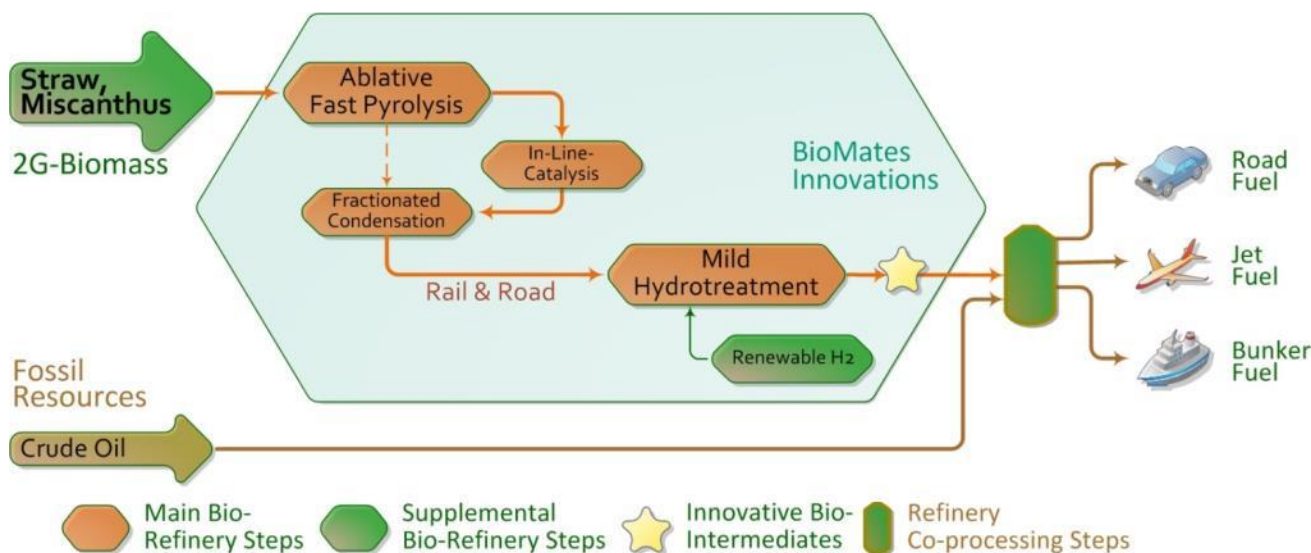 Straw,
Miscanthus
2G-Biomass
Ablative
Fast Pyrolysis
In-Line-
Catalysis
Fractionated
Condensation
BioMates
Innovations
Rail & Road
Mild
Hydrotreatment
Renewable H2
Road
Fuel
Jet
Fuel
Bunker
Fuel
Fossil
Resources
Crude Oil
Main Bio-
Refinery Steps
Supplemental
Bio-Refinery Steps
Innovative Bio-
Intermediates
Refinery
Co-processing Steps